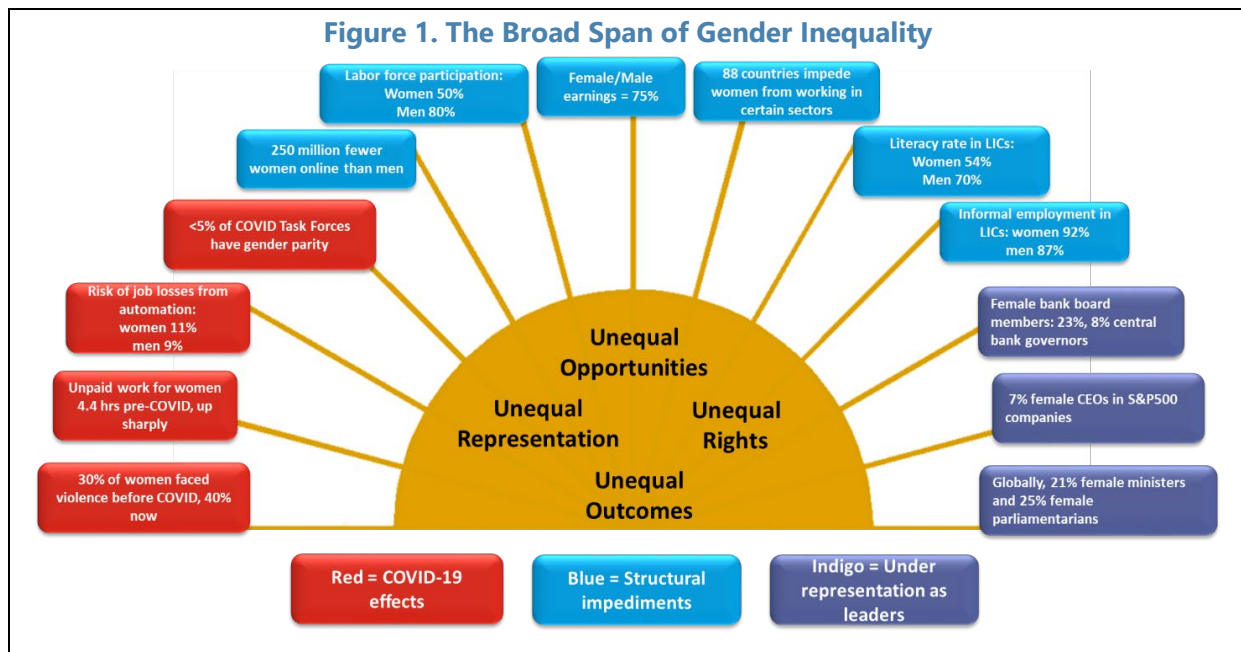 Figure 1. The Broad Span of Gender Inequality
Labor force participation:
Women 50%
Men 80%
Female/Male
earnings = 75%
88 countries impede
women from working in
certain sectors
250 million fewer
women online than men
Literacy rate in LICs:
Women 54%
Men 70%
<5% of COVID Task Forces
have gender parity
Informal employment in
LICs: women 92%
men 87%
Risk of job losses from
automation:
women 11%
men 9%
Female bank board
members: 23%, 8% central
bank governors
Unpaid work for women
4.4 hrs pre-COVID, up
sharply
7% female CEOs in S&P500
companies
30% of women faced
violence before COVID, 40%
now
Globally, 21% female ministers
and 25% female
parliamentarians
Unequal
Opportunities
Unequal
Representation
Unequal
Rights
Unequal
Outcomes
Red = COVID-19
effects
Blue = Structural
impediments
Indigo = Under
representation as
leaders